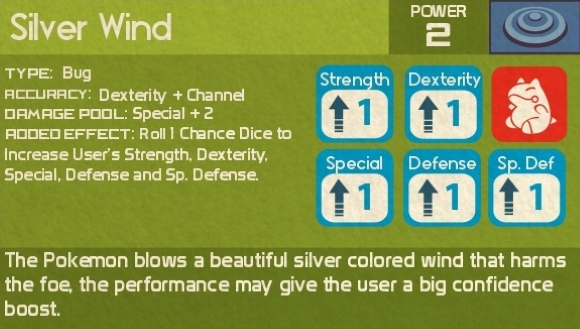 Silver Wind
POWER
2
TYPE: Bug
ACCURACY: Dexterity + Channel
DAMAGE POOL: Special + 2
ADDED EFFECT: Roll 1 Chance Dice to
Increase User's Strength, Dexterity,
Special, Defense and Sp. Defense.
Strength
1
Dexterity
1
Special
1
Defense
1
Sp. Def
1
The Pokemon blows a beautiful silver colored wind that harms
the foe, the performance may give the user a big confidence
boost.